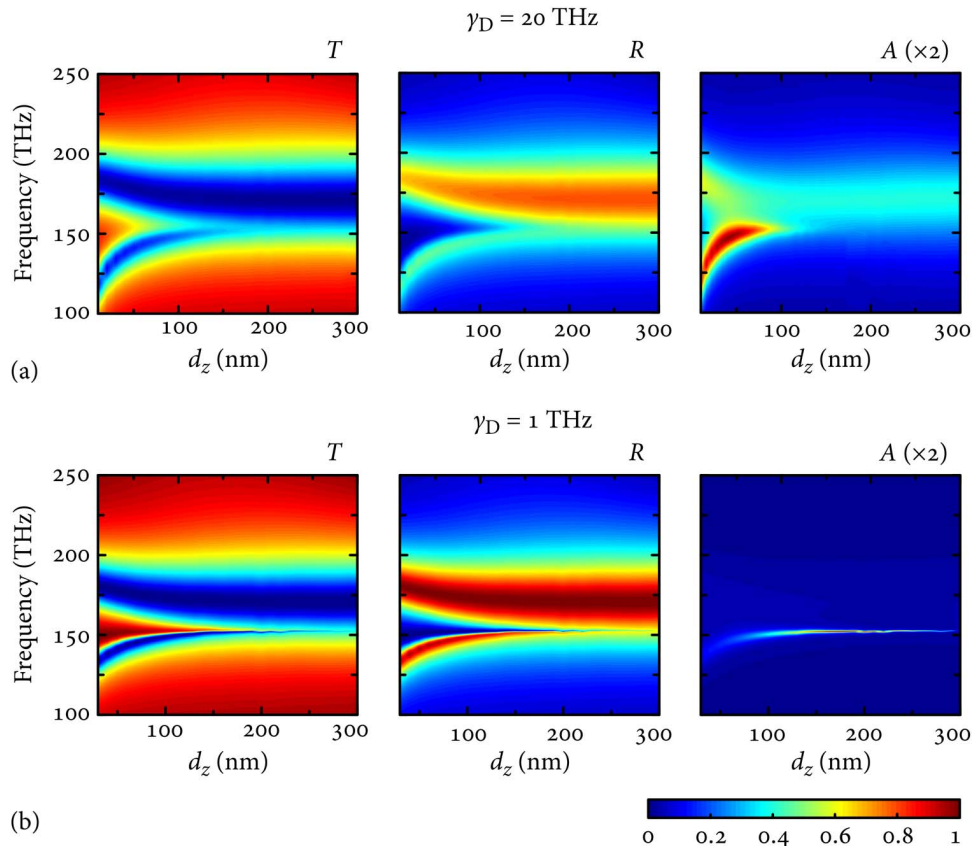 γD = 20 THz
T
R
A (×2)
Frequency (THz)
250
200
150
100
100 200 300
100 200 300
100 200 300
dz (nm)
dz (nm)
dz (nm)
(a)
γD = 1 THz
T
R
A (×2)
Frequency (THz)
250
200
150
100
100 200 300
100 200 300
100 200 300
dz (nm)
dz (nm)
dz (nm)
(b)
0 0.2 0.4 0.6 0.8 1